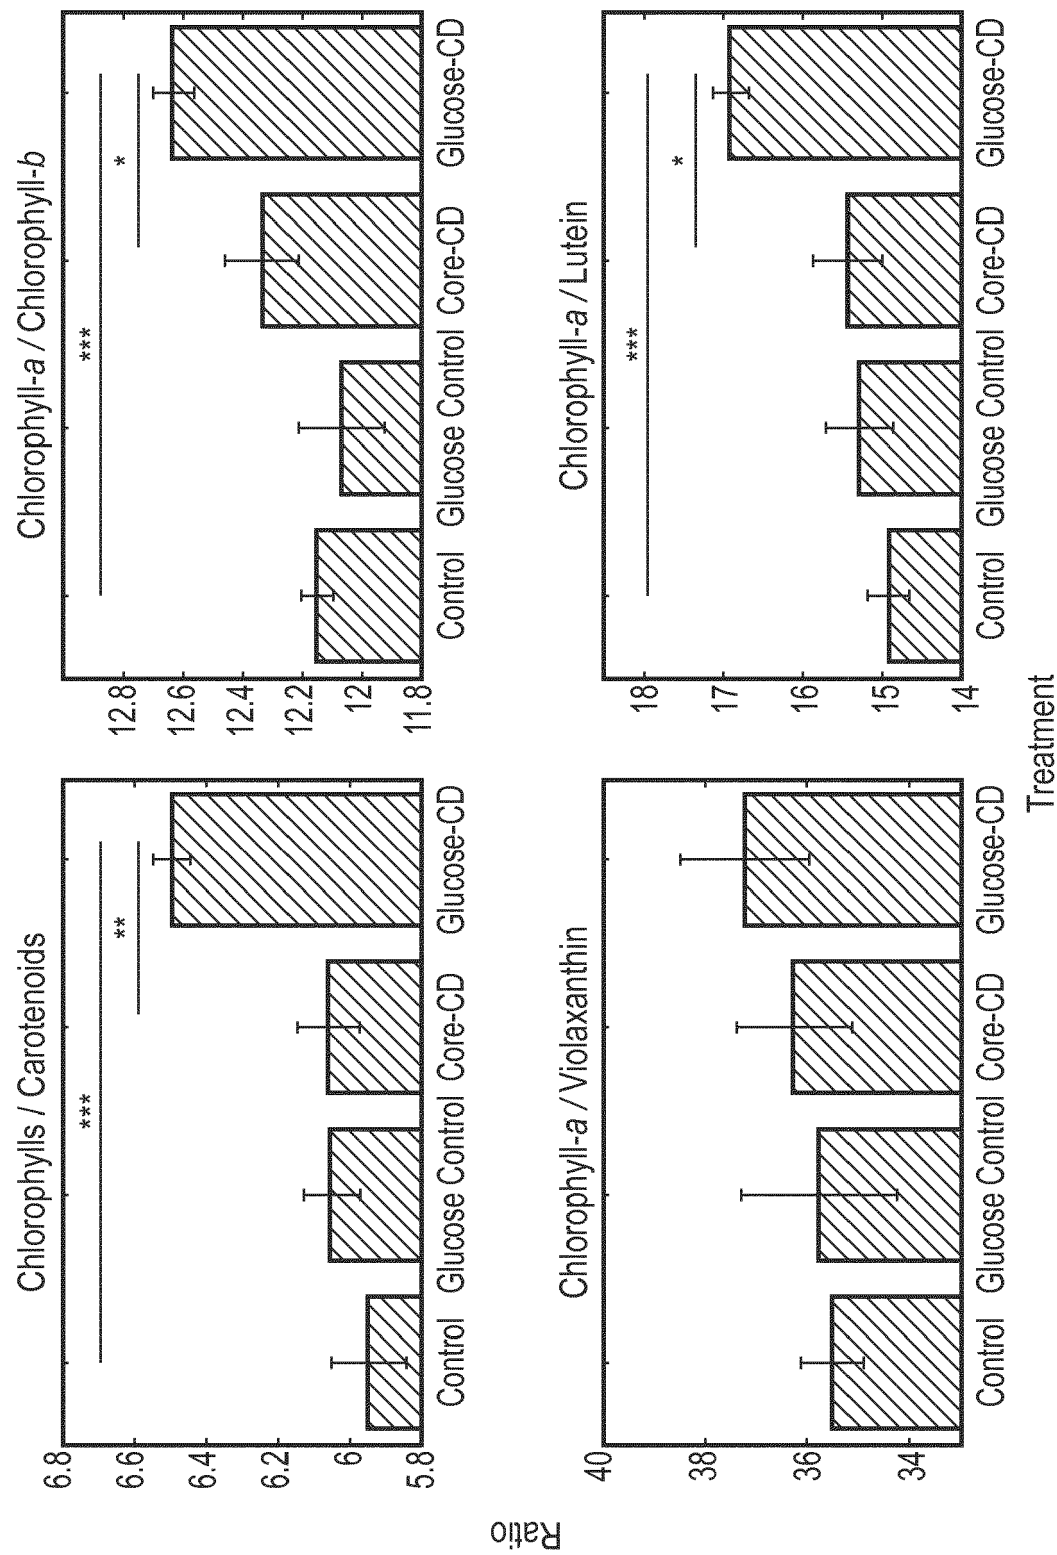 Chlorophylls / Carotenoids
6.8
6.6
6.4
6.2
6
5.8
***
**
Control
Glucose Control
Core-CD
Glucose-CD
Chlorophyll-a / Chlorophyll-b
12.8
12.6
12.4
12.2
12
11.8
***
*
Control
Glucose Control
Core-CD
Glucose-CD
Ratio
Chlorophyll-a / Violaxanthin
40
38
36
34
Control
Glucose Control
Core-CD
Glucose-CD
Chlorophyll-a / Lutein
18
17
16
15
14
***
*
Control
Glucose Control
Core-CD
Glucose-CD
Treatment